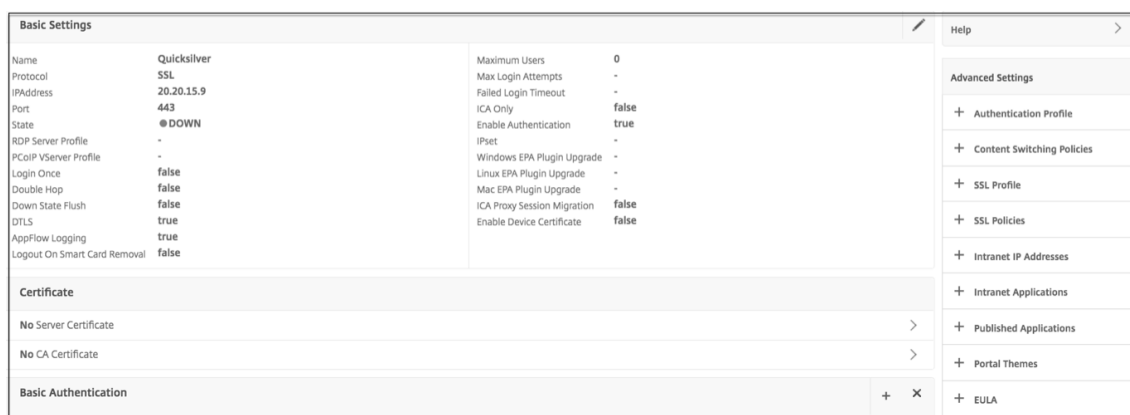 Basic Settings
Name Quicksilver
Protocol SSL
IPAddress 20.20.15.9
Port 443
State DOWN
RDP Server Profile -
PCoIP VServer Profile -
Login Once false
Double Hop false
Down State Flush false
DTLS true
AppFlow Logging true
Logout On Smart Card Removal false
Maximum Users 0
Max Login Attempts -
Failed Login Timeout -
ICA Only false
Enable Authentication true
IPset -
Windows EPA Plugin Upgrade -
Linux EPA Plugin Upgrade -
Mac EPA Plugin Upgrade -
ICA Proxy Session Migration false
Enable Device Certificate false
Certificate
No Server Certificate
No CA Certificate
Basic Authentication
Help
Advanced Settings
Authentication Profile
Content Switching Policies
SSL Profile
SSL Policies
Intranet IP Addresses
Intranet Applications
Published Applications
Portal Themes
EULA